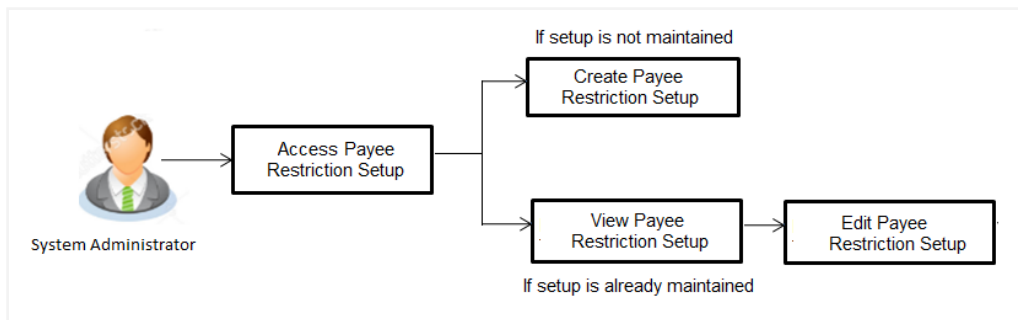 If setup is not maintained
Create Payee
Restriction Setup
Access Payee
Restriction Setup
System Administrator
View Payee
Restriction Setup
Edit Payee
Restriction Setup
If setup is already maintained